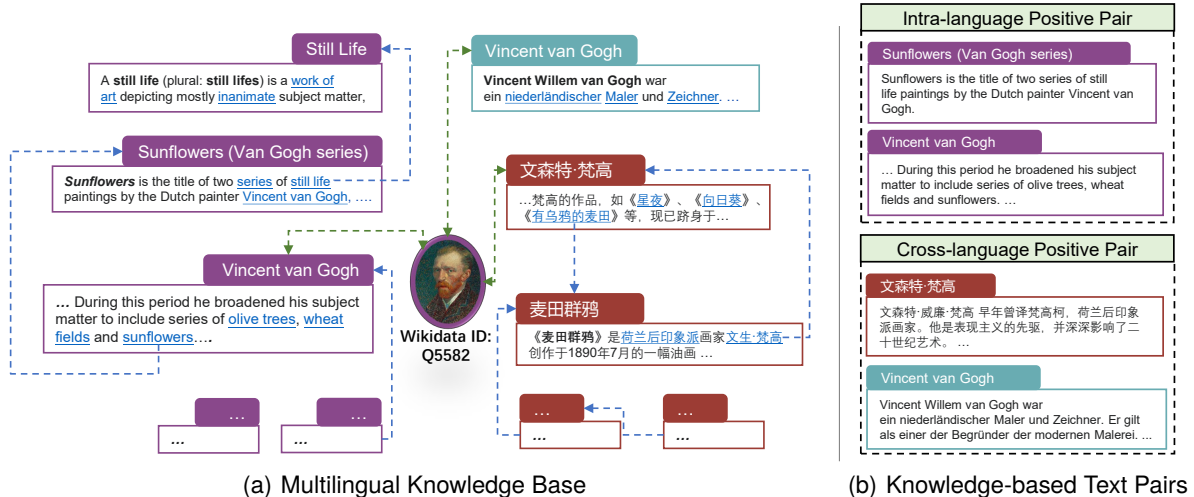 Still Life
A still life (plural: still lifes) is a work of
art depicting mostly inanimate subject matter,
Sunflowers (Van Gogh series)
Sunflowers is the title of two series of still life
paintings by the Dutch painter Vincent van Gogh, ….
Vincent van Gogh
... During this period he broadened his subject
matter to include series of olive trees, wheat
fields and sunflowers….
...
...
...
...
Vincent van Gogh
Vincent Willem van Gogh war
ein niederländischer Maler und Zeichner. …
Wikidata ID:
Q5582
文森特·梵高
…梵高的作品，如《星夜》、《向日葵》、
《有乌鸦的麦田》等，现已跻身于…
麦田群鸦
《麦田群鸦》是荷兰后印象派画家文生·梵高
创作于1890年7月的一幅油画 ...
...
...
...
...
(a) Multilingual Knowledge Base
Intra-language Positive Pair
Sunflowers (Van Gogh series)
Sunflowers is the title of two series of still
life paintings by the Dutch painter Vincent van
Gogh.
Vincent van Gogh
... During this period he broadened his subject
matter to include series of olive trees, wheat
fields and sunflowers. ...
Cross-language Positive Pair
文森特·梵高
文森特·威廉·梵高 早年曾译梵高柯，荷兰后印象
派画家。他是表现主义的先驱，并深深影响了二
十世纪艺术。 ...
Vincent van Gogh
Vincent Willem van Gogh war
ein niederländischer Maler und Zeichner. Er gilt
als einer der Begründer der modernen Malerei. ...
(b) Knowledge-based Text Pairs